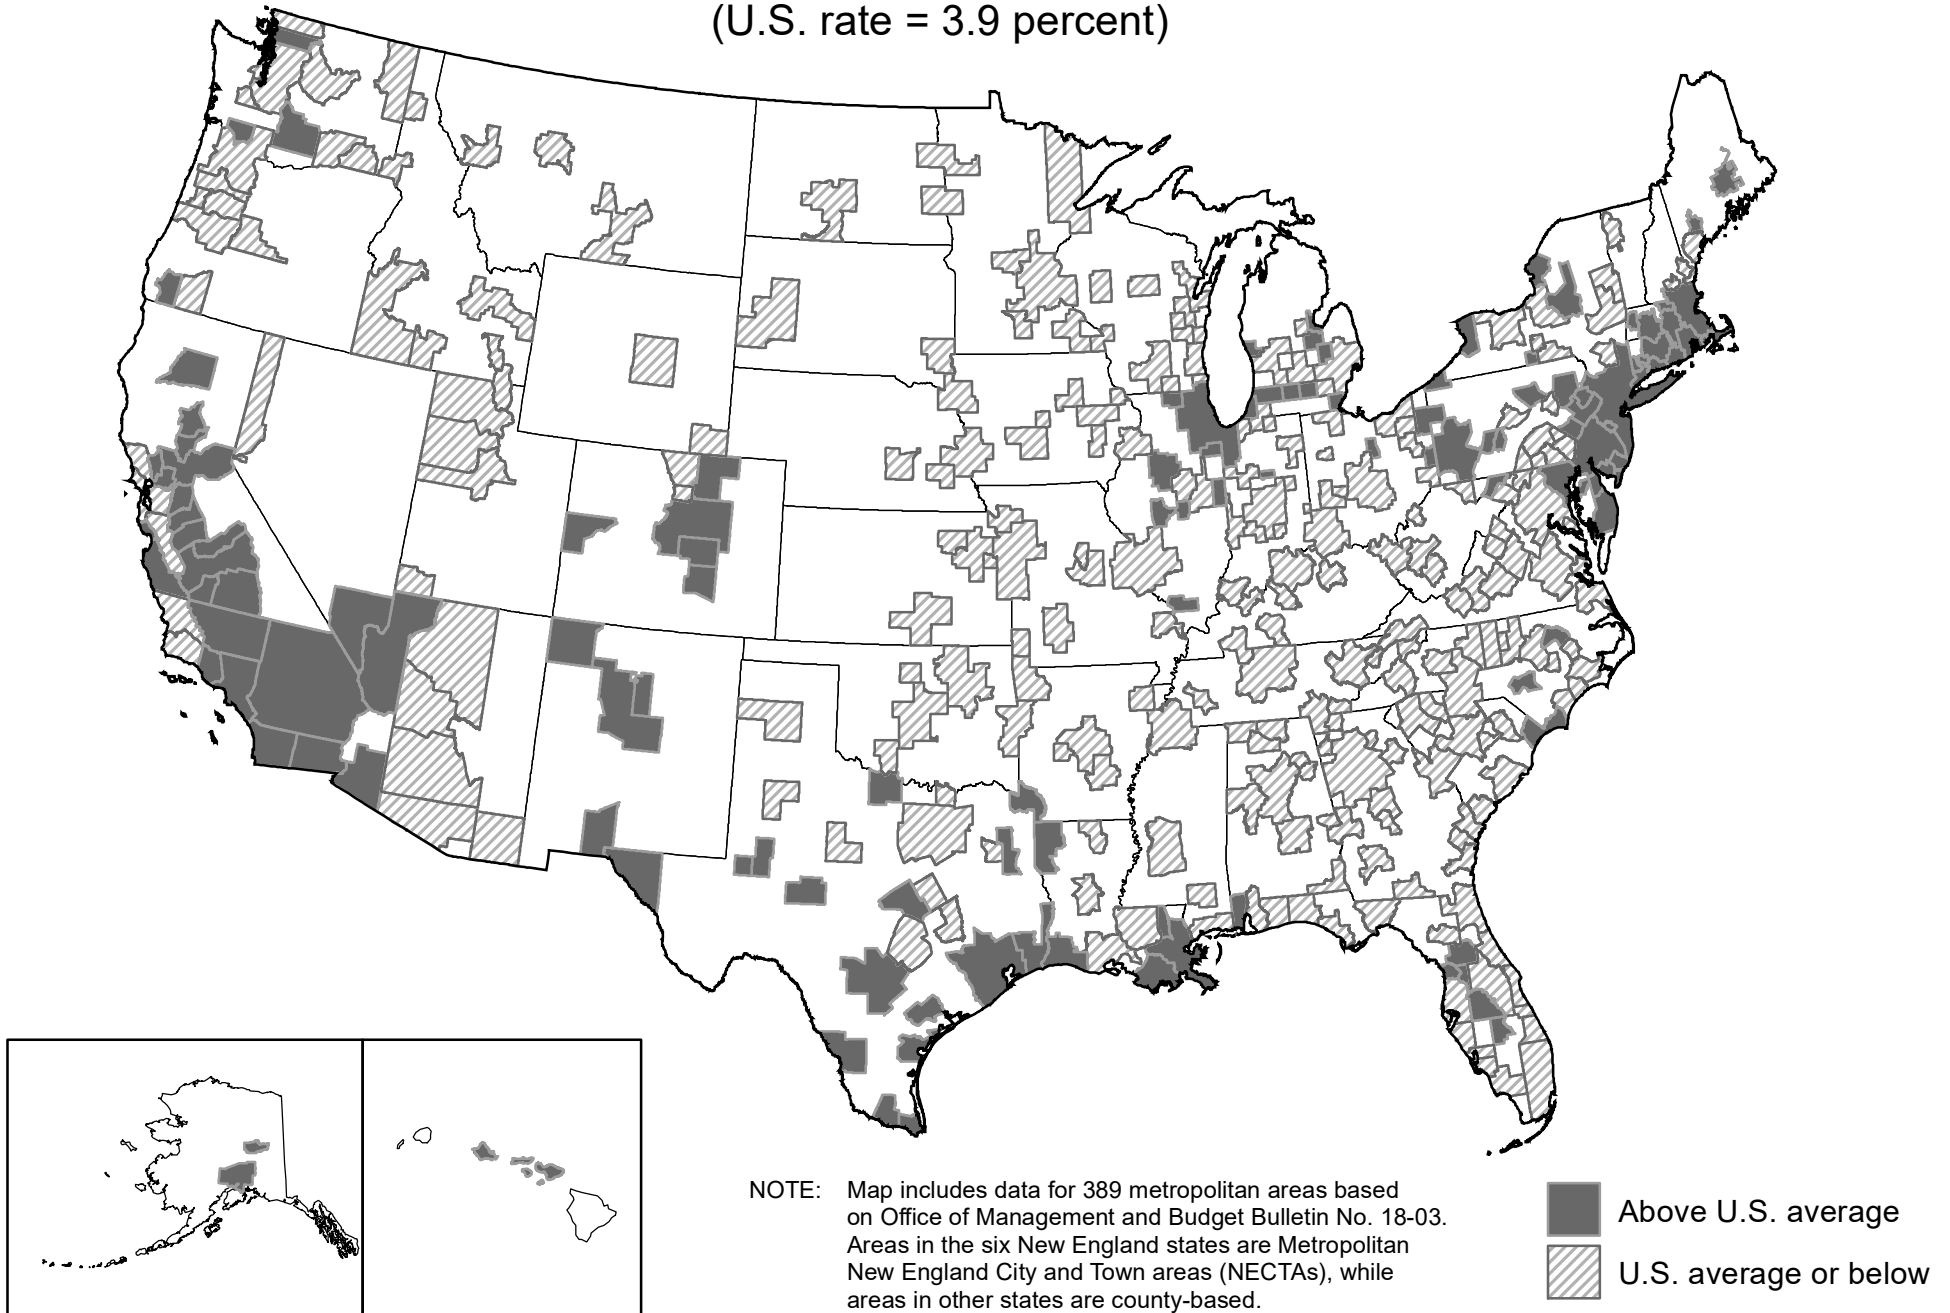 (U.S. rate = 3.9 percent)
NOTE: Map includes data for 389 metropolitan areas based
on Office of Management and Budget Bulletin No. 18-03.
Areas in the six New England states are Metropolitan
New England City and Town areas (NECTAs), while
areas in other states are county-based.
Above U.S. average
U.S. average or below